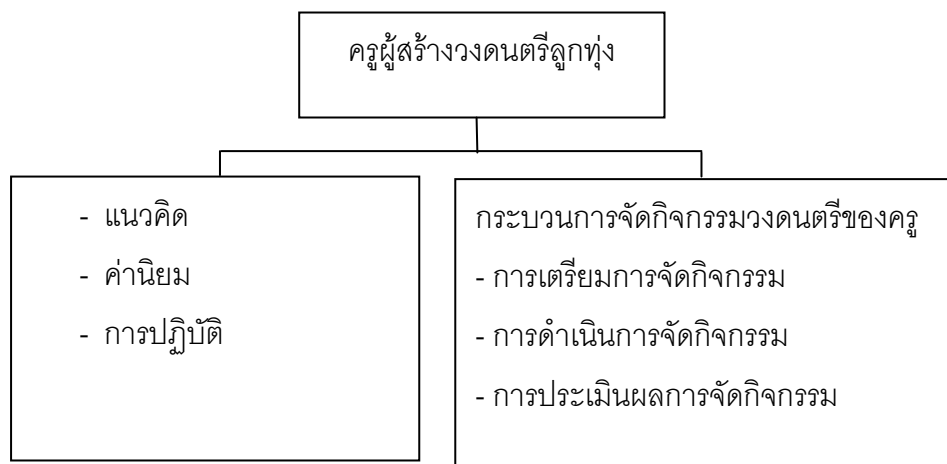 ครูผู้สร้างวงดนตรีลูกทุ่ง
- แนวคิด
- ค่านิยม
- การปฏิบัติ
กระบวนการจัดกิจกรรมวงดนตรีของครู
- การเตรียมการจัดกิจกรรม
- การดำเนินการจัดกิจกรรม
- การประเมินผลการจัดกิจกรรม